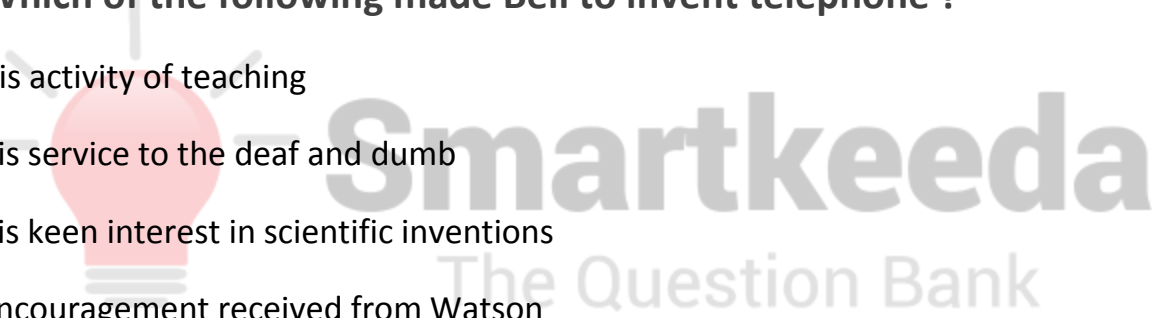 Which of the following made Bell to invent telephone ?
is activity of teaching
is service to the deaf and dumb
is keen interest in scientific inventions
ncouragement received from Watson
Smartkeeda
The Question Bank